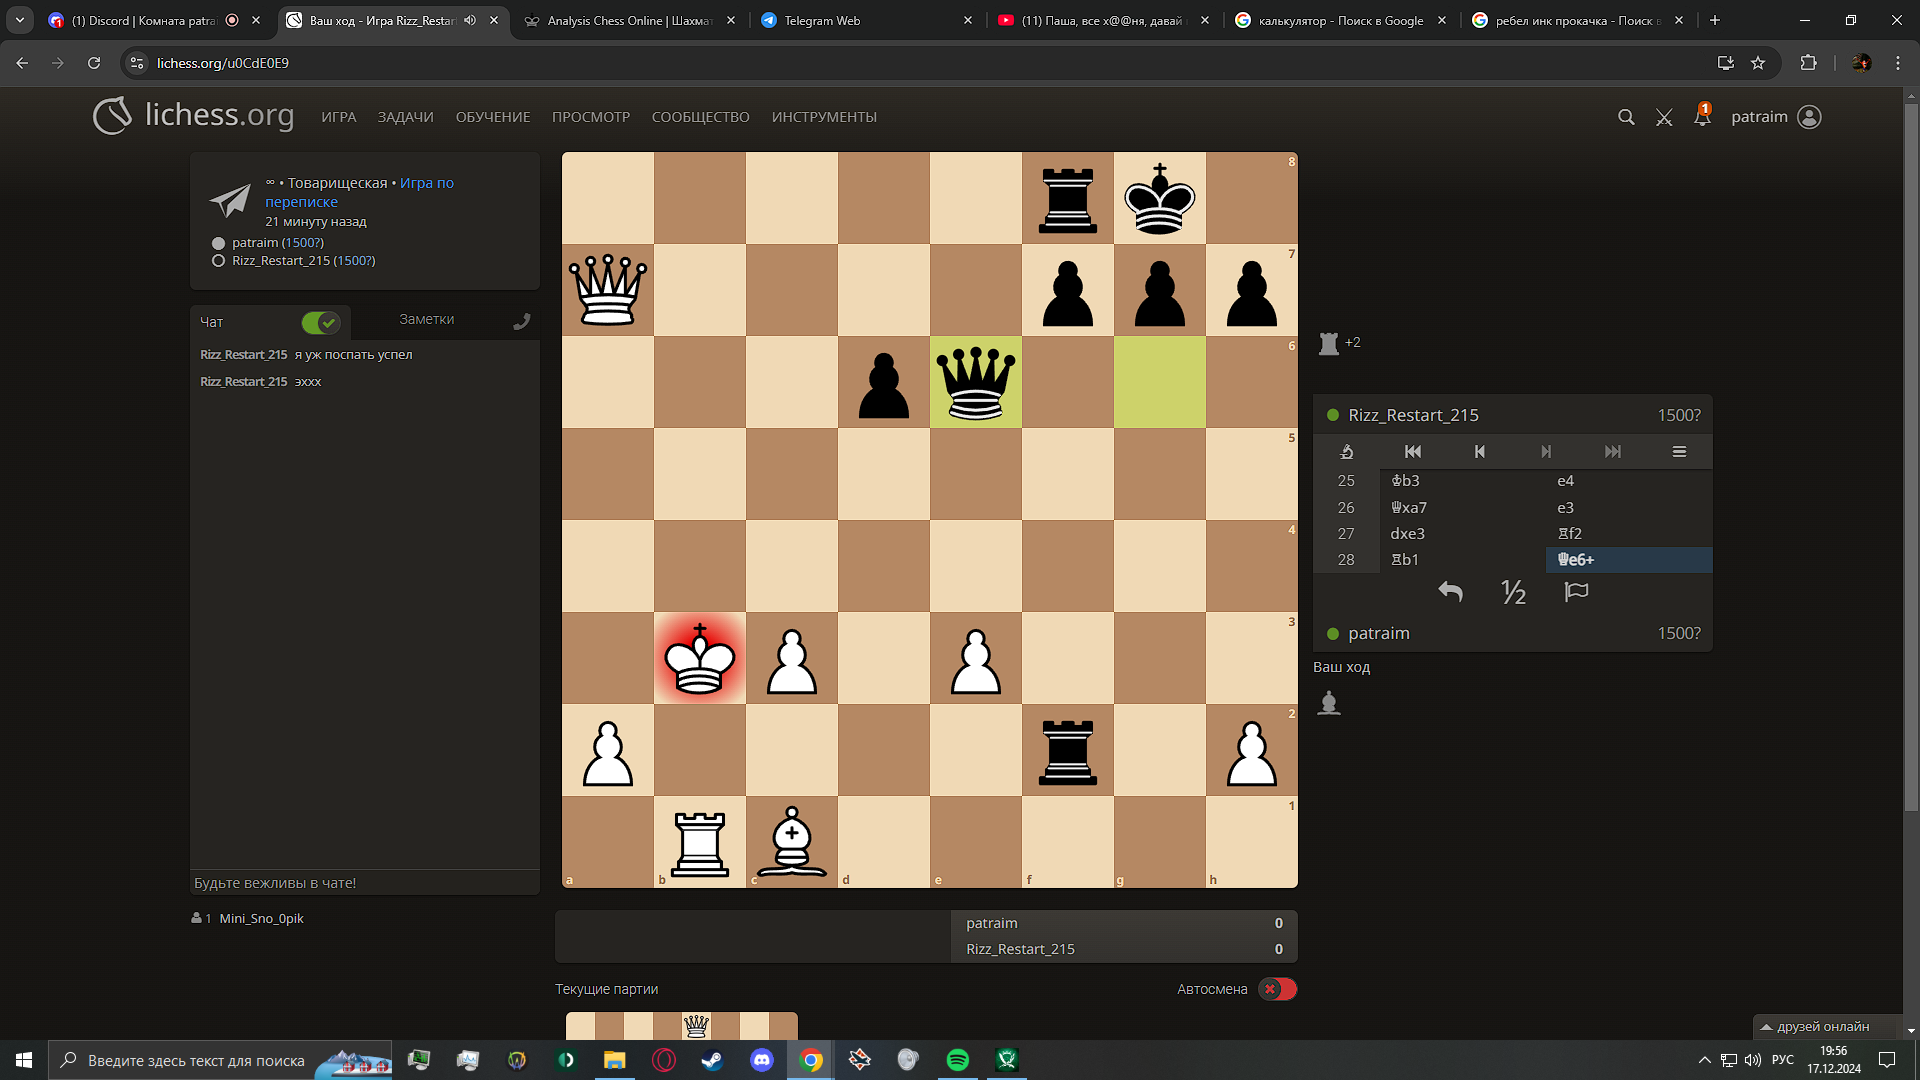 (1) Discord | Комната patrai
Ваш ход - Игра Rizz_Restart
Analysis Chess Online | Шахмат
Telegram Web
(11) Паша, все х@@ня, давай
калькулятор - Поиск в Google
ребел инк прокачка - Поиск в
lichess.org/u0CdE0E9
lichess.org
ИГРА
ЗАДАЧИ
ОБУЧЕНИЕ
ПРОСМОТР
СООБЩЕСТВО
ИНСТРУМЕНТЫ
1
patraim
∞ • Товарищеская • Игра по
переписке
21 минуту назад
patraim (1500?)
Rizz_Restart_215 (1500?)
Чат
Заметки
Rizz_Restart_215 я уж поспать успел
Rizz_Restart_215 эххх
Будьте вежливы в чате!
1 Mini_Sno_0pik
8
7
6
5
4
3
2
1
a
b
c
d
e
f
g
h
+2
Rizz_Restart_215 1500?
25 ♔b3 e4
26 ♕xa7 e3
27 dxe3 ♖f2
28 ♖b1 ♕e6+
½
patraim 1500?
Ваш ход
patraim 0
Rizz_Restart_215 0
Текущие партии
Автосмена
друзей онлайн
Введите здесь текст для поиска
РУС
19:56
17.12.2024